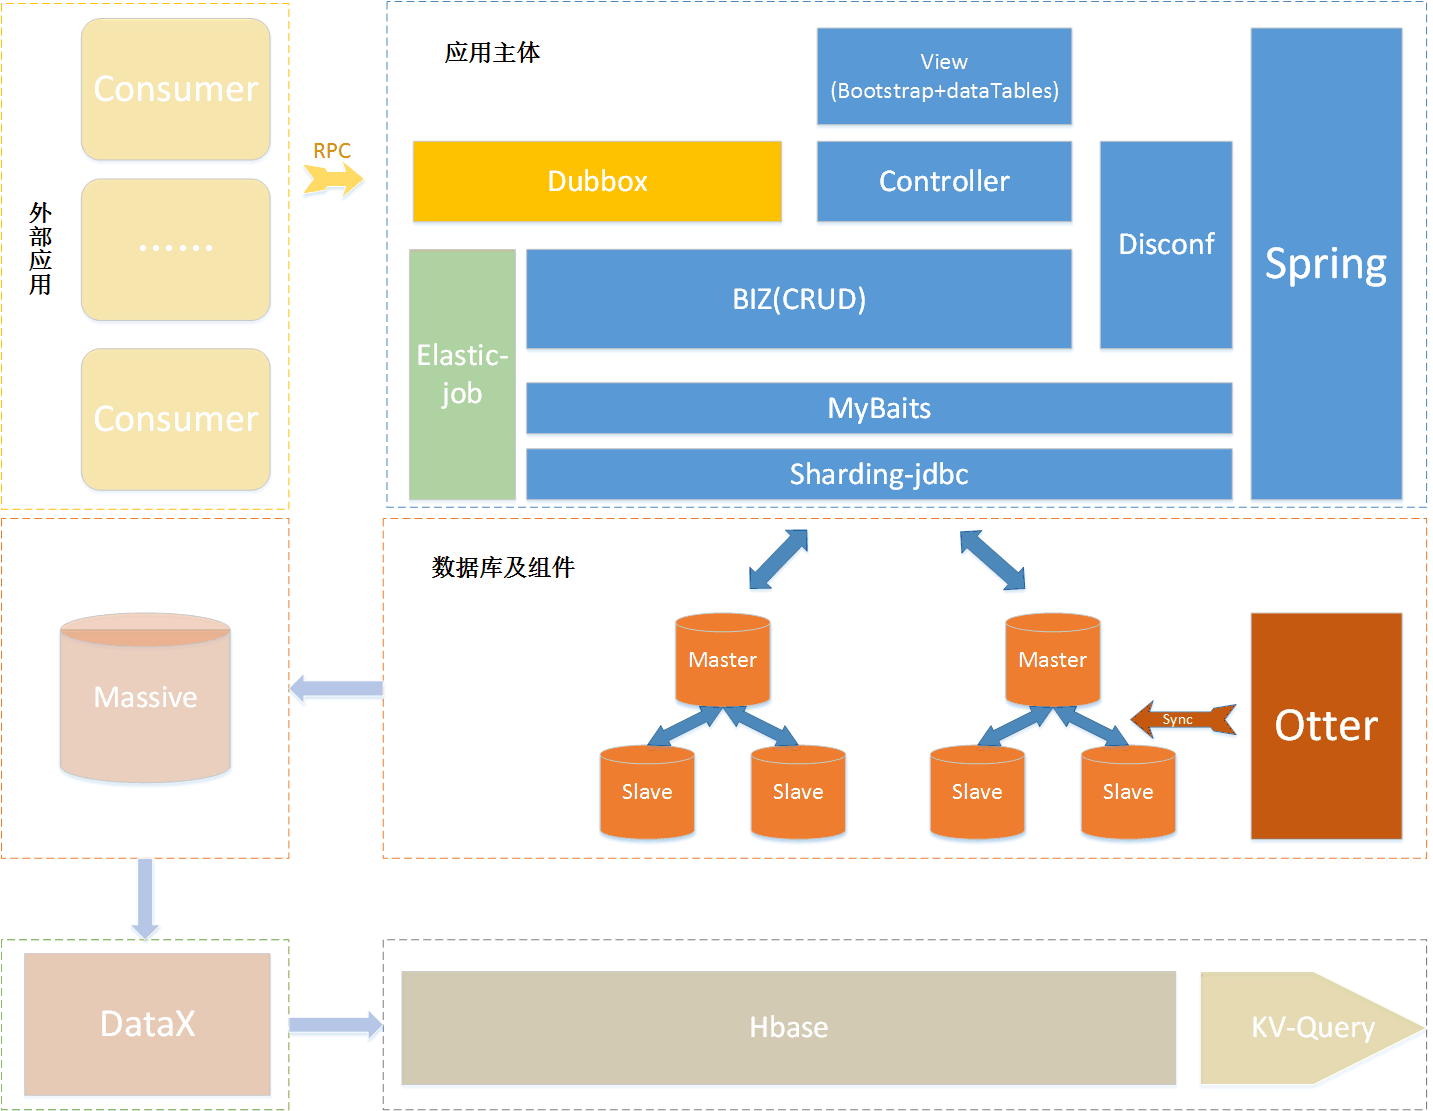 外部应用
Consumer
......
Consumer
RPC
应用主体
View
(Bootstrap+dataTables)
Dubbox
Controller
Disconf
Spring
Elastic-
job
BIZ(CRUD)
MyBaits
Sharding-jdbc
Massive
数据库及组件
Master
Master
Slave
Slave
Slave
Slave
Sync
Otter
DataX
Hbase
KV-Query